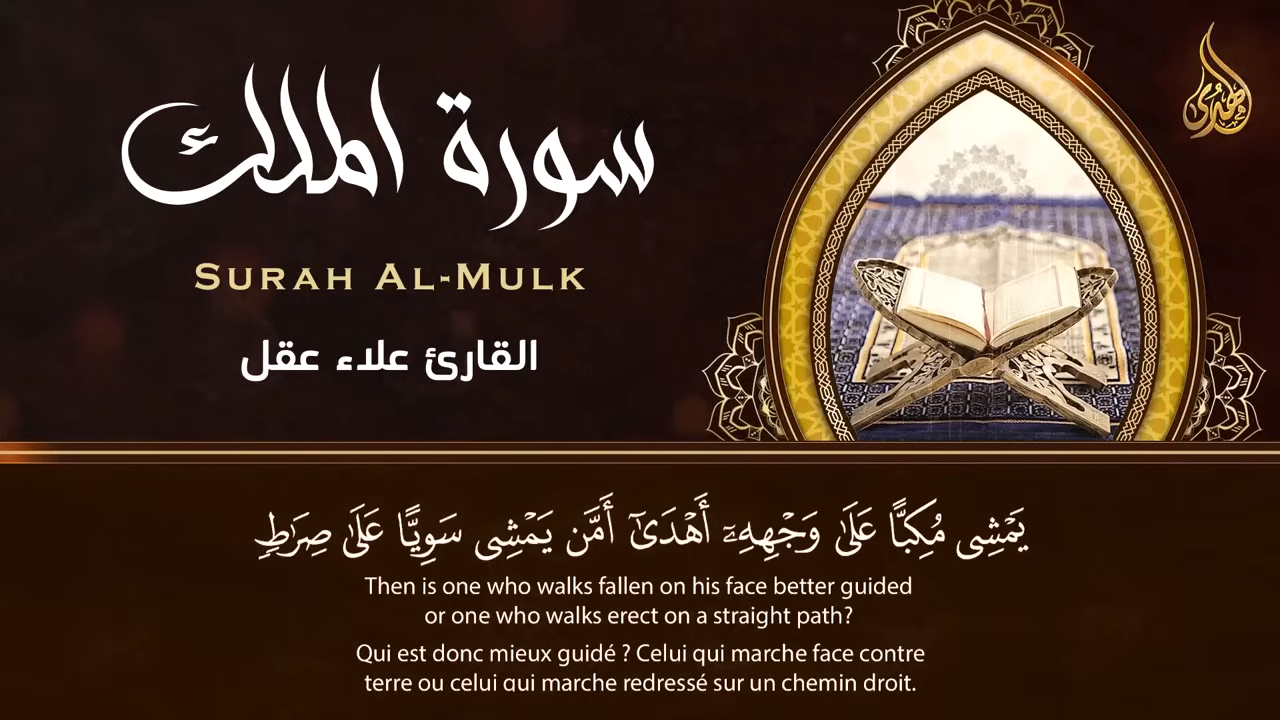 سورة الملك
SURAH AL-MULK
القارئ علاء عقل
الهدى
يَمْشِى مُكِبًّا عَلَىٰ وَجْهِهِۦٓ أَهْدَىٰٓ أَمَّن يَمْشِى سَوِيًّا عَلَىٰ صِرَٰطٍ
Then is one who walks fallen on his face better guided
or one who walks erect on a straight path?
Qui est donc mieux guidé ? Celui qui marche face contre
terre ou celui qui marche redressé sur un chemin droit.